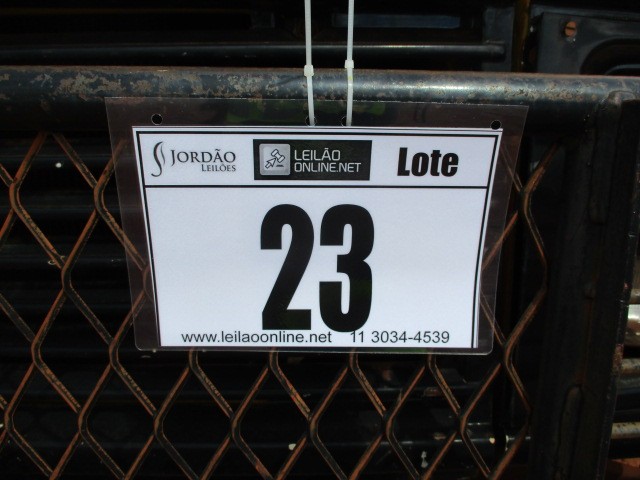 JORDÃO
LEILÕES
LEILÃO
ONLINE.NET
Lote
23
www.leilaoonline.net 11 3034-4539